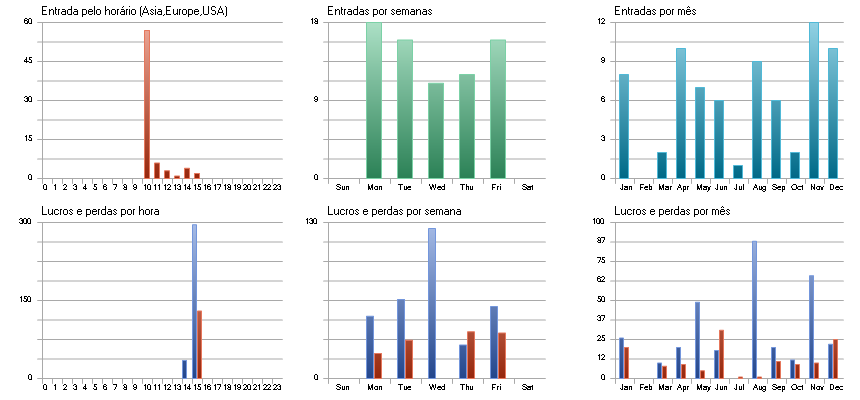 Entrada pelo horário (Asia,Europe,USA)
60
45
30
15
0
0 1 2 3 4 5 6 7 8 9 10 11 12 13 14 15 16 17 18 19 20 21 22 23
Entradas por semanas
18
9
0
Sun Mon Tue Wed Thu Fri Sat
Entradas por mês
12
9
6
3
0
Jan Feb Mar Apr May Jun Jul Aug Sep Oct Nov Dec
Lucros e perdas por hora
300
150
0
0 1 2 3 4 5 6 7 8 9 10 11 12 13 14 15 16 17 18 19 20 21 22 23
Lucros e perdas por semana
130
0
Sun Mon Tue Wed Thu Fri Sat
Lucros e perdas por mês
100
87
75
62
50
37
25
12
0
Jan Feb Mar Apr May Jun Jul Aug Sep Oct Nov Dec